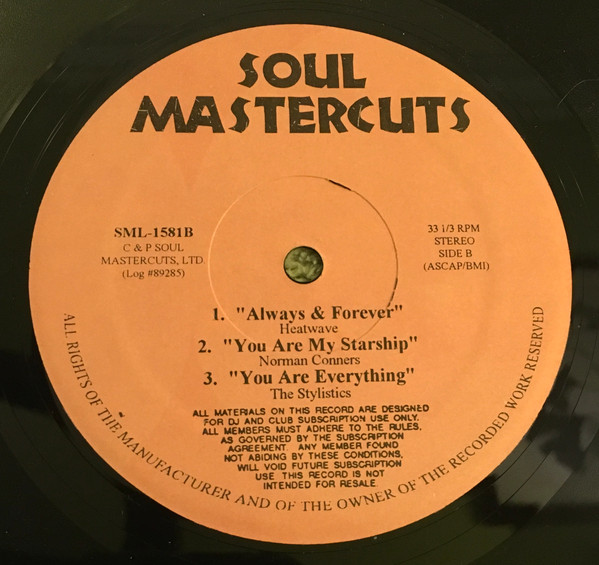 SOUL
MASTERCUTS
SML-1581B
C & P SOUL
MASTERCUTS, LTD.
(Log #89285)
33 1/3 RPM
STEREO
SIDE B
(ASCAP/BMI)
1. "Always & Forever"
Heatwave
2. "You Are My Starship"
Norman Conners
3. "You Are Everything"
The Stylistics
ALL MATERIALS ON THIS RECORD ARE DESIGNED
FOR DJ AND CLUB SUBSCRIPTION USE ONLY.
ALL MEMBERS MUST ADHERE TO THE RULES,
AS GOVERNED BY THE SUBSCRIPTION
AGREEMENT. ANY MEMBER FOUND
NOT ABIDING BY THESE CONDITIONS,
WILL VOID FUTURE SUBSCRIPTION
USE. THIS RECORD IS NOT
INTENDED FOR RESALE.
ALL RIGHTS OF THE MANUFACTURER AND OF THE OWNER OF THE RECORDED WORK RESERVED